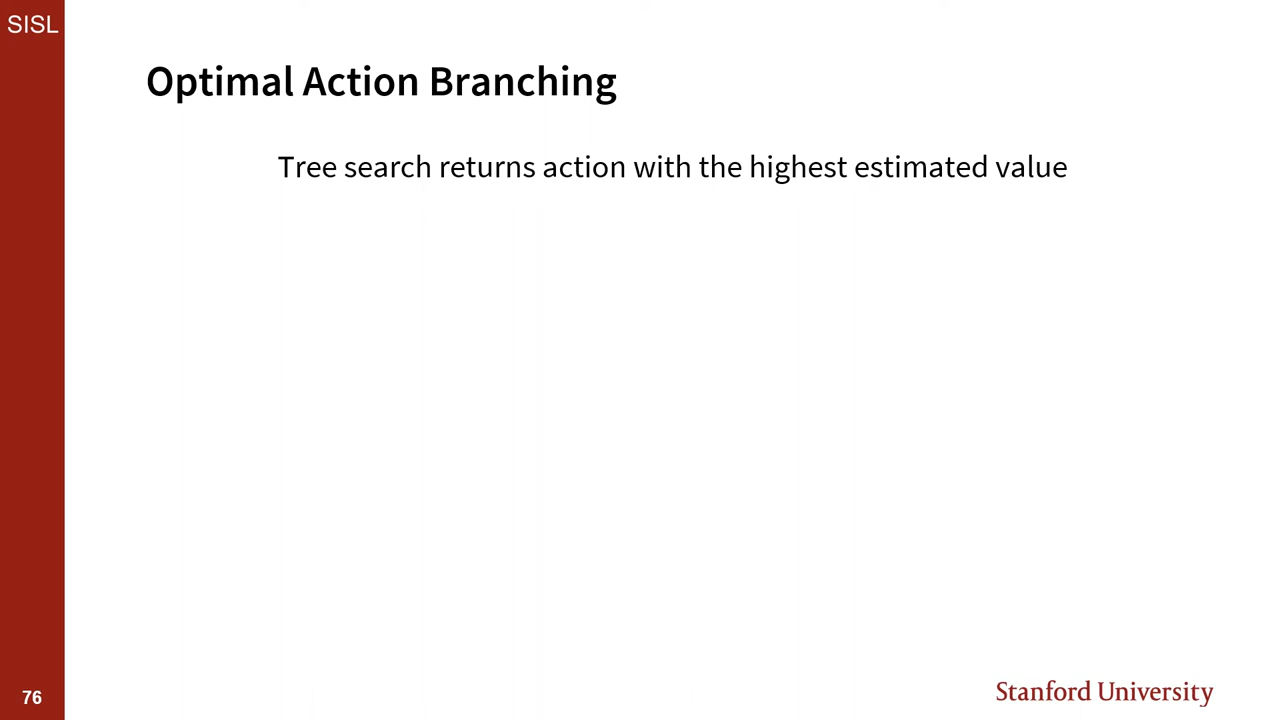 SISL
Optimal Action Branching
Tree search returns action with the highest estimated value
76
Stanford University